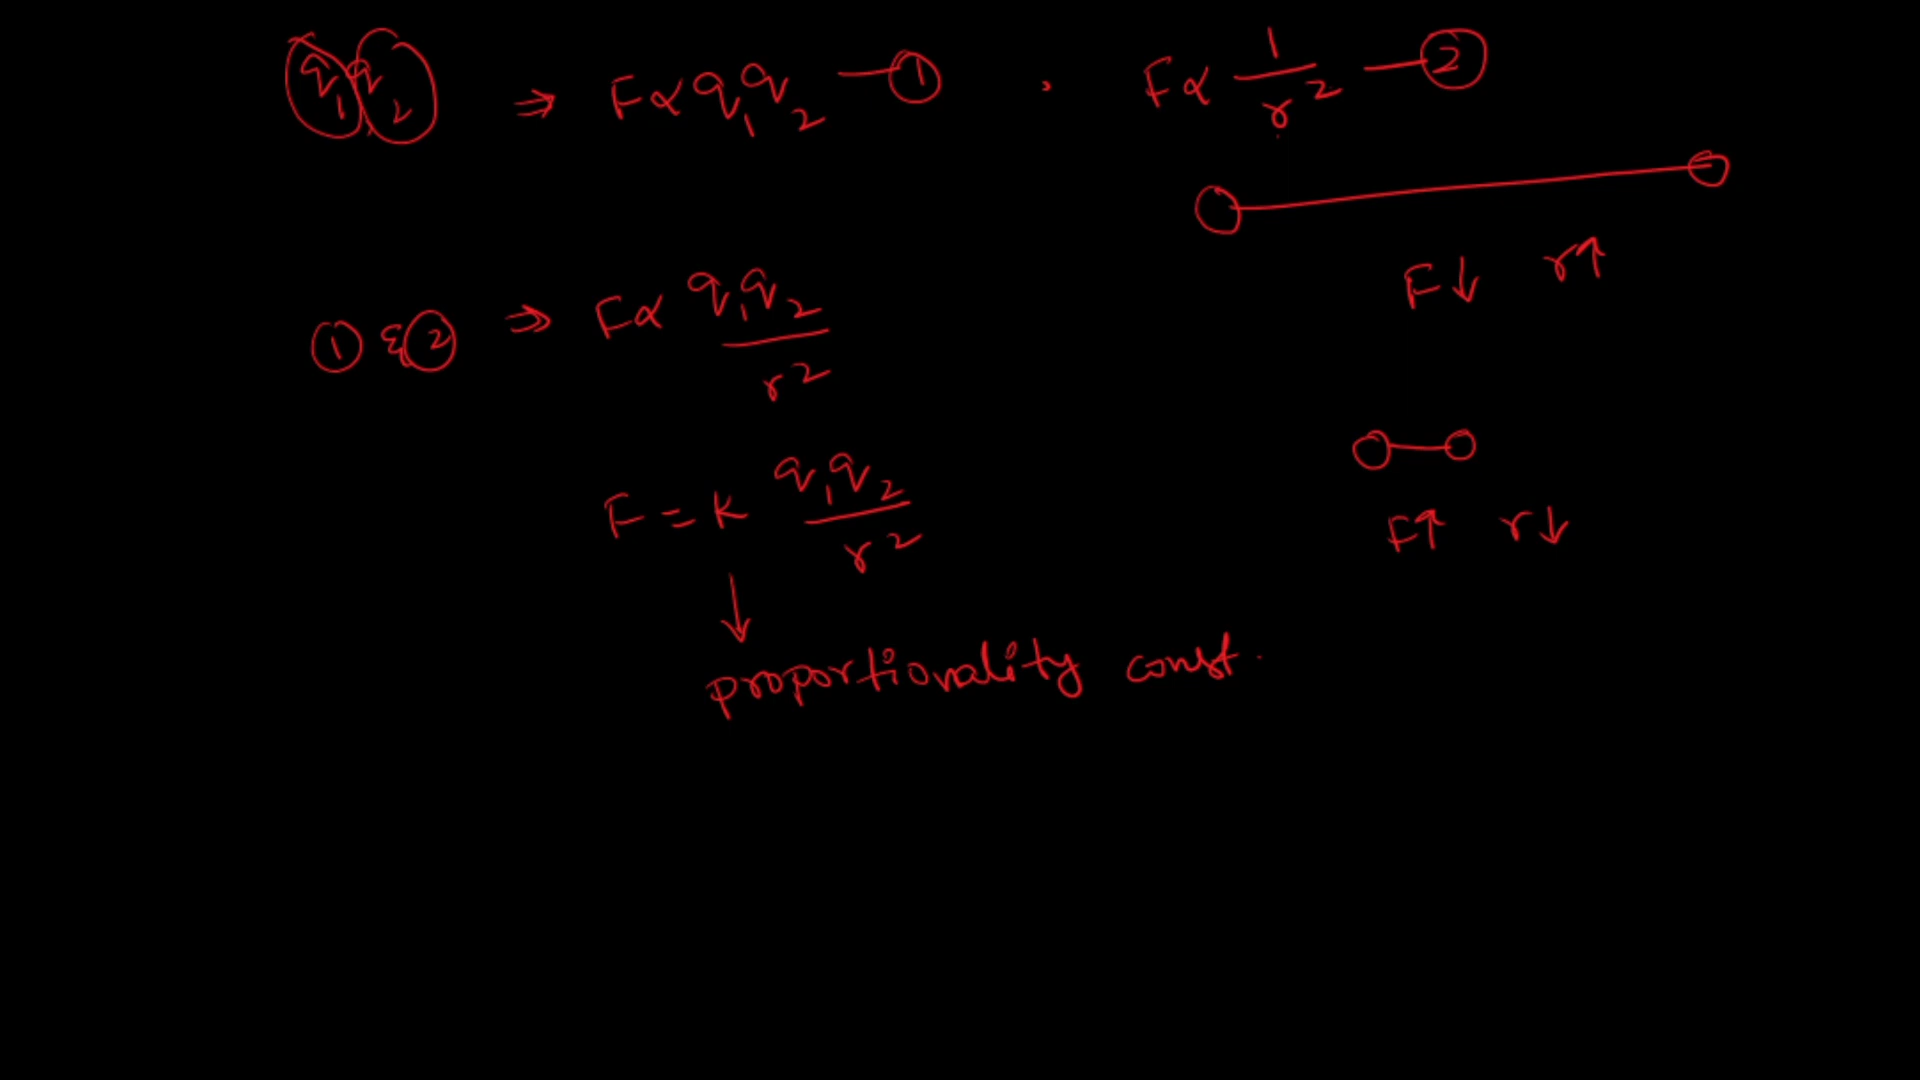 q₁ q₂ ⇒ F ∝ q₁q₂ — ① . F ∝ 1/r² — ②
F↓ r↑
① & ② ⇒ F ∝ q₁q₂/r²
F = k q₁q₂/r²
F↑ r↓
↓
proportionality const.